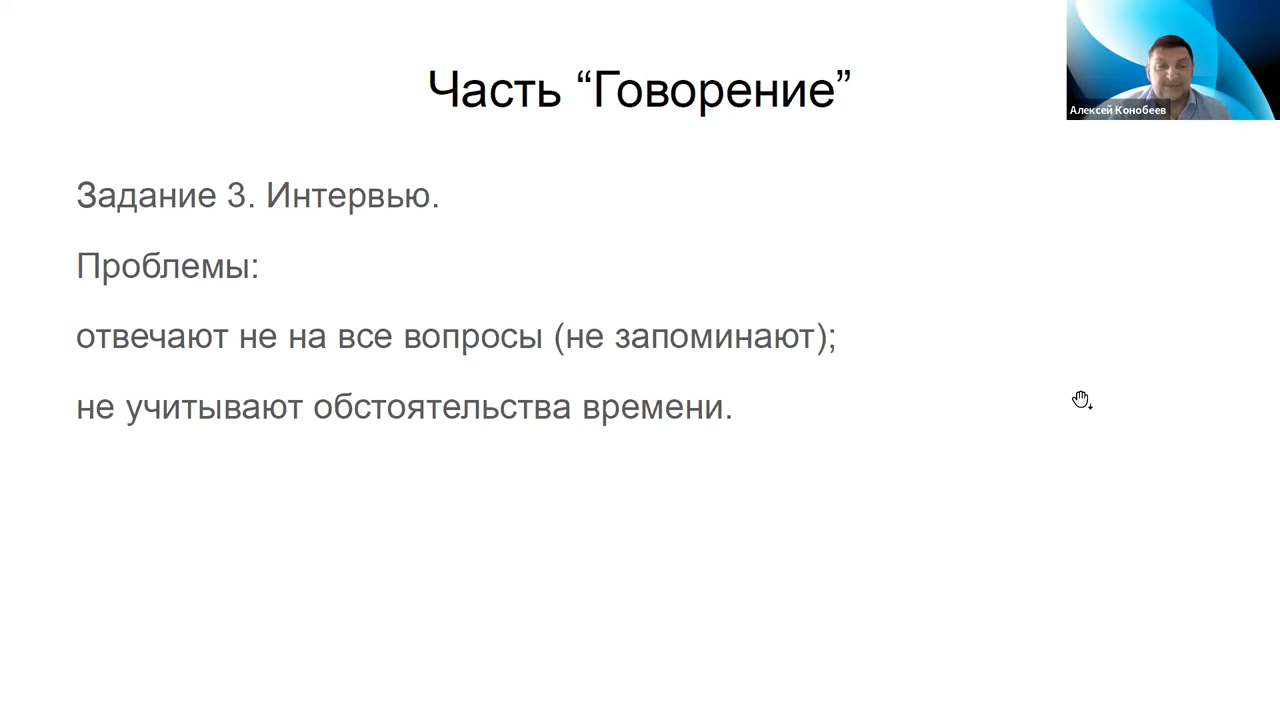 Часть “Говорение”
Алексей Конобеев
Задание 3. Интервью.
Проблемы:
отвечают не на все вопросы (не запоминают);
не учитывают обстоятельства времени.